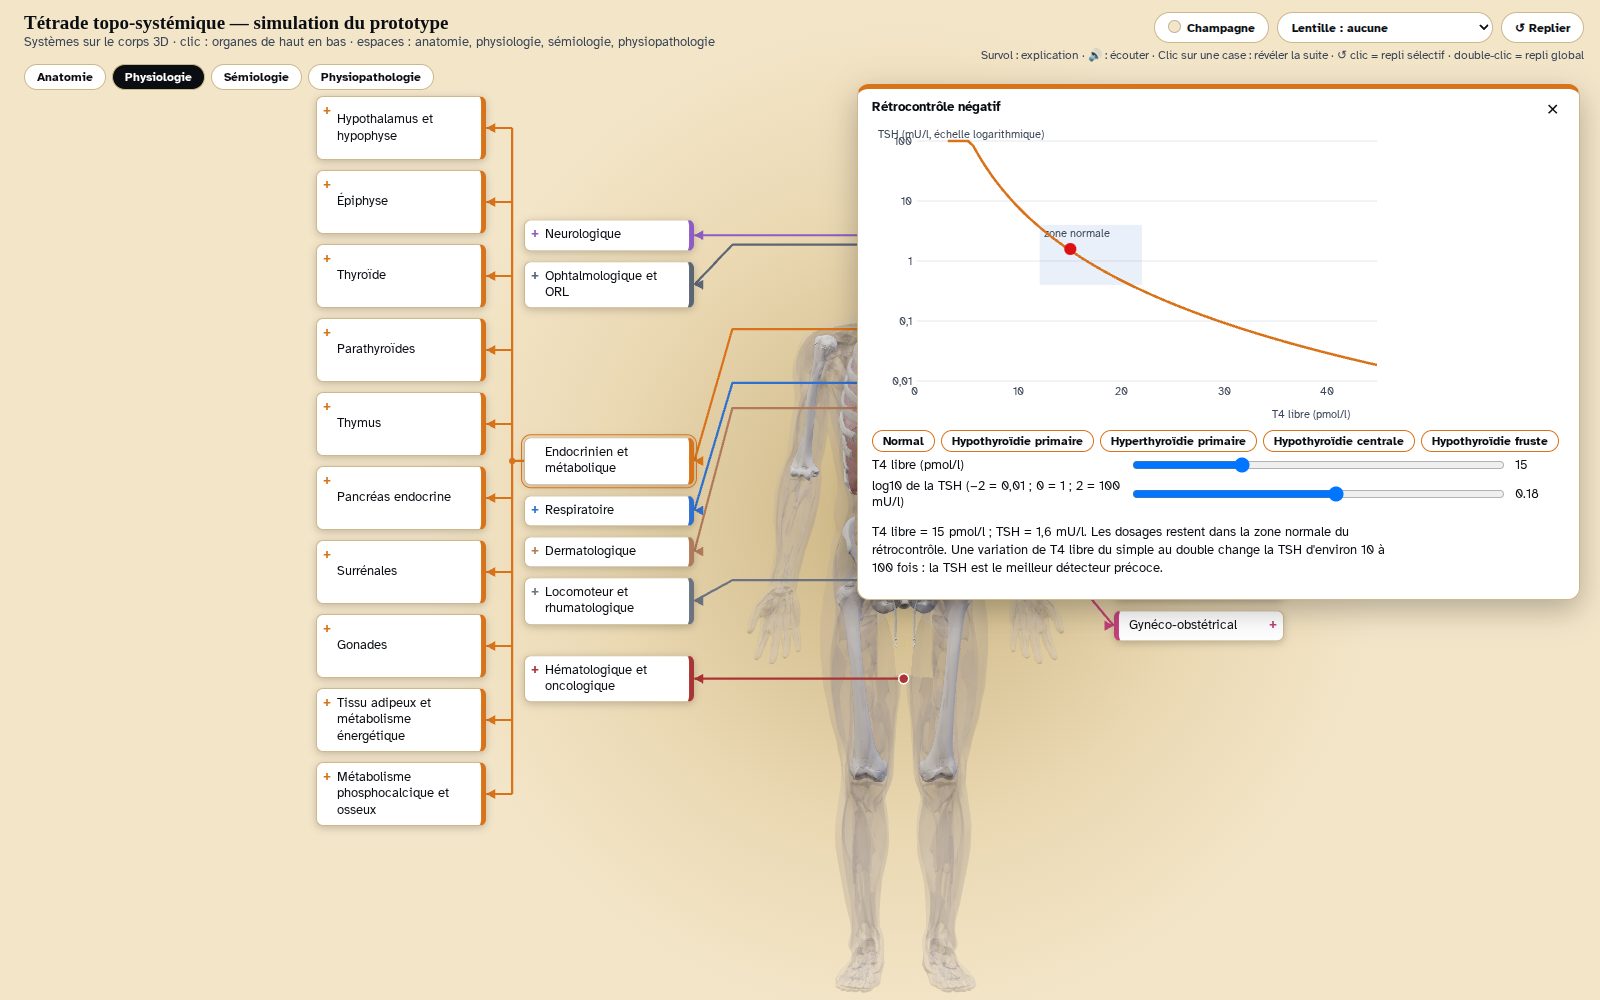 Tétrade topo-systémique — simulation du prototype
Systèmes sur le corps 3D · clic : organes de haut en bas · espaces : anatomie, physiologie, sémiologie, physiopathologie
Champagne
Lentille : aucune
↺ Replier
Survol : explication · 🔊 : écouter · Clic sur une case : révéler la suite · ↺ clic = repli sélectif · double-clic = repli global
Anatomie
Physiologie
Sémiologie
Physiopathologie
+ Hypothalamus et
hypophyse
+ Épiphyse
+ Thyroïde
+ Parathyroïdes
+ Thymus
+ Pancréas endocrine
+ Surrénales
+ Gonades
+ Tissu adipeux et
métabolisme
énergétique
+ Métabolisme
phosphocalcique et
osseux
+ Neurologique
+ Ophtalmologique et
ORL
Endocrinien et
métabolique
+ Respiratoire
+ Dermatologique
+ Locomoteur et
rhumatologique
+ Hématologique et
oncologique
Rétrocontrôle négatif
✕
TSH (mU/l, échelle logarithmique)
100
10
zone normale
1
0,1
0,01
0
10
20
30
40
T4 libre (pmol/l)
Normal
Hypothyroïdie primaire
Hyperthyroïdie primaire
Hypothyroïdie centrale
Hypothyroïdie fruste
T4 libre (pmol/l)
15
log10 de la TSH (−2 = 0,01 ; 0 = 1 ; 2 = 100
mU/l)
0.18
T4 libre = 15 pmol/l ; TSH = 1,6 mU/l. Les dosages restent dans la zone normale du
rétrocontrôle. Une variation de T4 libre du simple au double change la TSH d'environ 10 à
100 fois : la TSH est le meilleur détecteur précoce.
Gynéco-obstétrical +